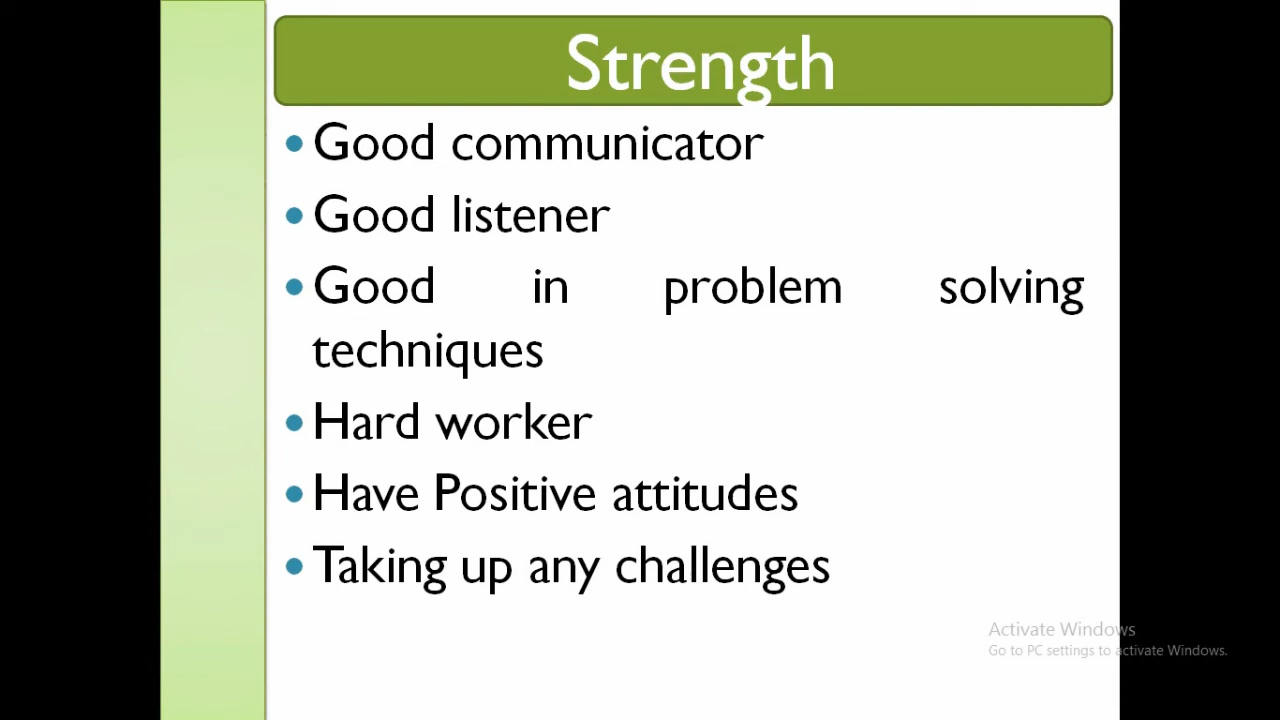 Strength
• Good communicator
• Good listener
• Good in problem solving
techniques
• Hard worker
• Have Positive attitudes
• Taking up any challenges
Activate Windows
Go to PC settings to activate Windows.